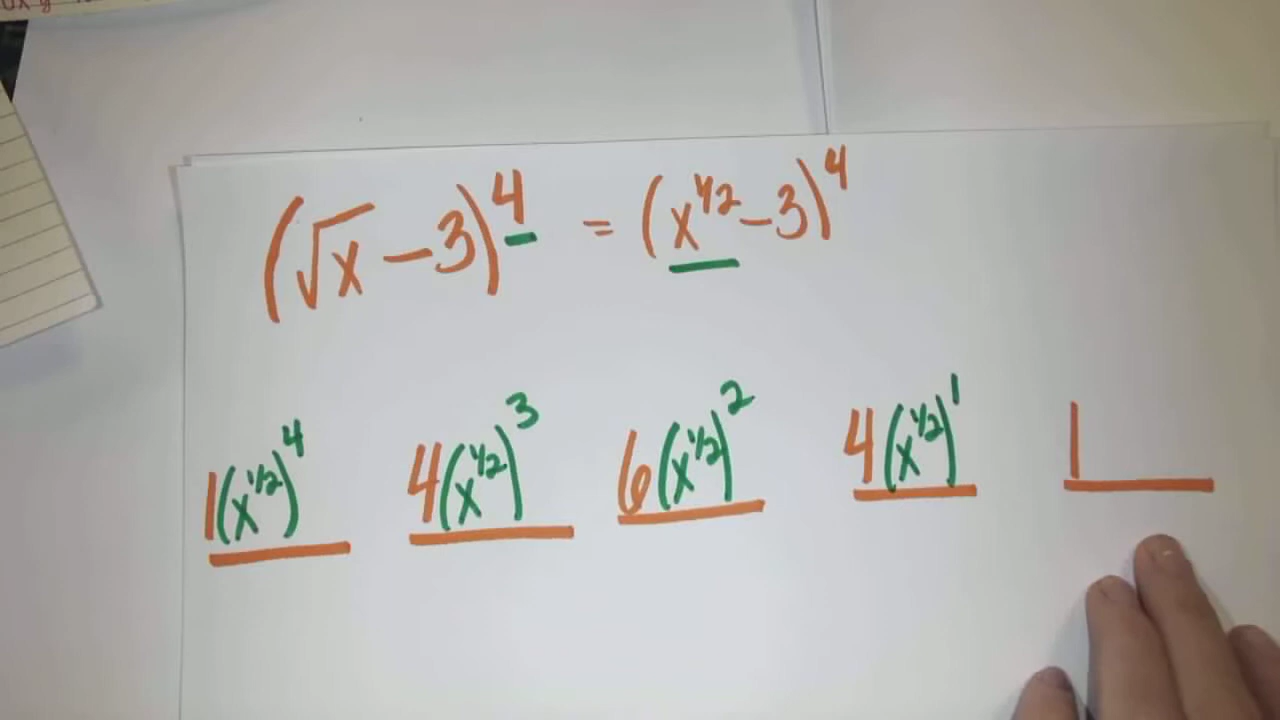 (√x − 3)⁴ = (x^{1/2} − 3)⁴
1(x^{1/2})⁴ 4(x^{1/2})³ 6(x^{1/2})² 4(x^{1/2})¹ 1